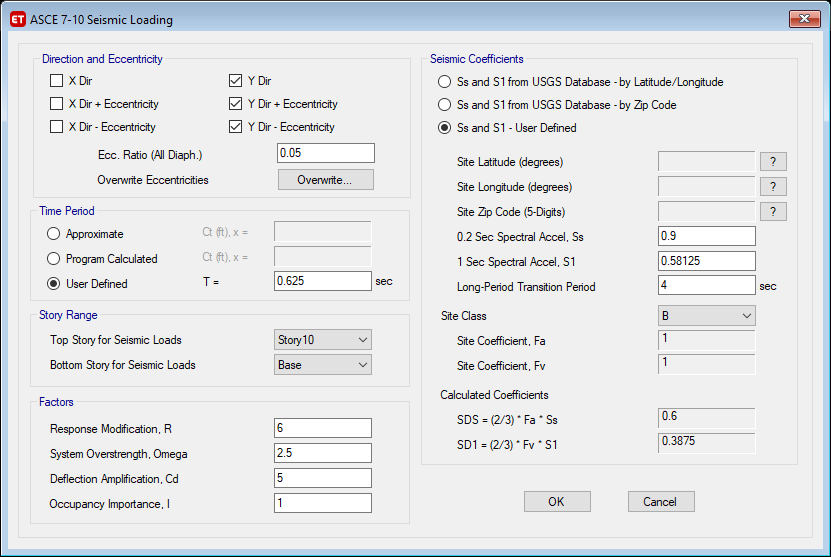 ET ASCE 7-10 Seismic Loading
Direction and Eccentricity
X Dir
Y Dir
X Dir + Eccentricity
Y Dir + Eccentricity
X Dir - Eccentricity
Y Dir - Eccentricity
Ecc. Ratio (All Diaph.)
0.05
Overwrite Eccentricities
Overwrite...
Time Period
Approximate
Ct (ft), x =
Program Calculated
Ct (ft), x =
User Defined
T =
0.625
sec
Story Range
Top Story for Seismic Loads
Story10
Bottom Story for Seismic Loads
Base
Factors
Response Modification, R
6
System Overstrength, Omega
2.5
Deflection Amplification, Cd
5
Occupancy Importance, I
1
Seismic Coefficients
Ss and S1 from USGS Database - by Latitude/Longitude
Ss and S1 from USGS Database - by Zip Code
Ss and S1 - User Defined
Site Latitude (degrees)
?
Site Longitude (degrees)
?
Site Zip Code (5-Digits)
?
0.2 Sec Spectral Accel, Ss
0.9
1 Sec Spectral Accel, S1
0.58125
Long-Period Transition Period
4
sec
Site Class
B
Site Coefficient, Fa
1
Site Coefficient, Fv
1
Calculated Coefficients
SDS = (2/3) * Fa * Ss
0.6
SD1 = (2/3) * Fv * S1
0.3875
OK
Cancel